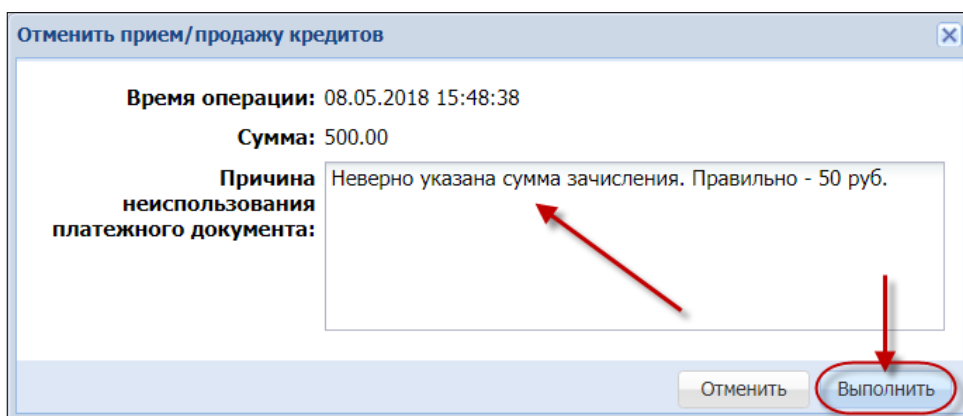 Отменить прием/продажу кредитов
Время операции: 08.05.2018 15:48:38
Сумма: 500.00
Причина неиспользования платежного документа:
Неверно указана сумма зачисления. Правильно - 50 руб.
Отменить
Выполнить